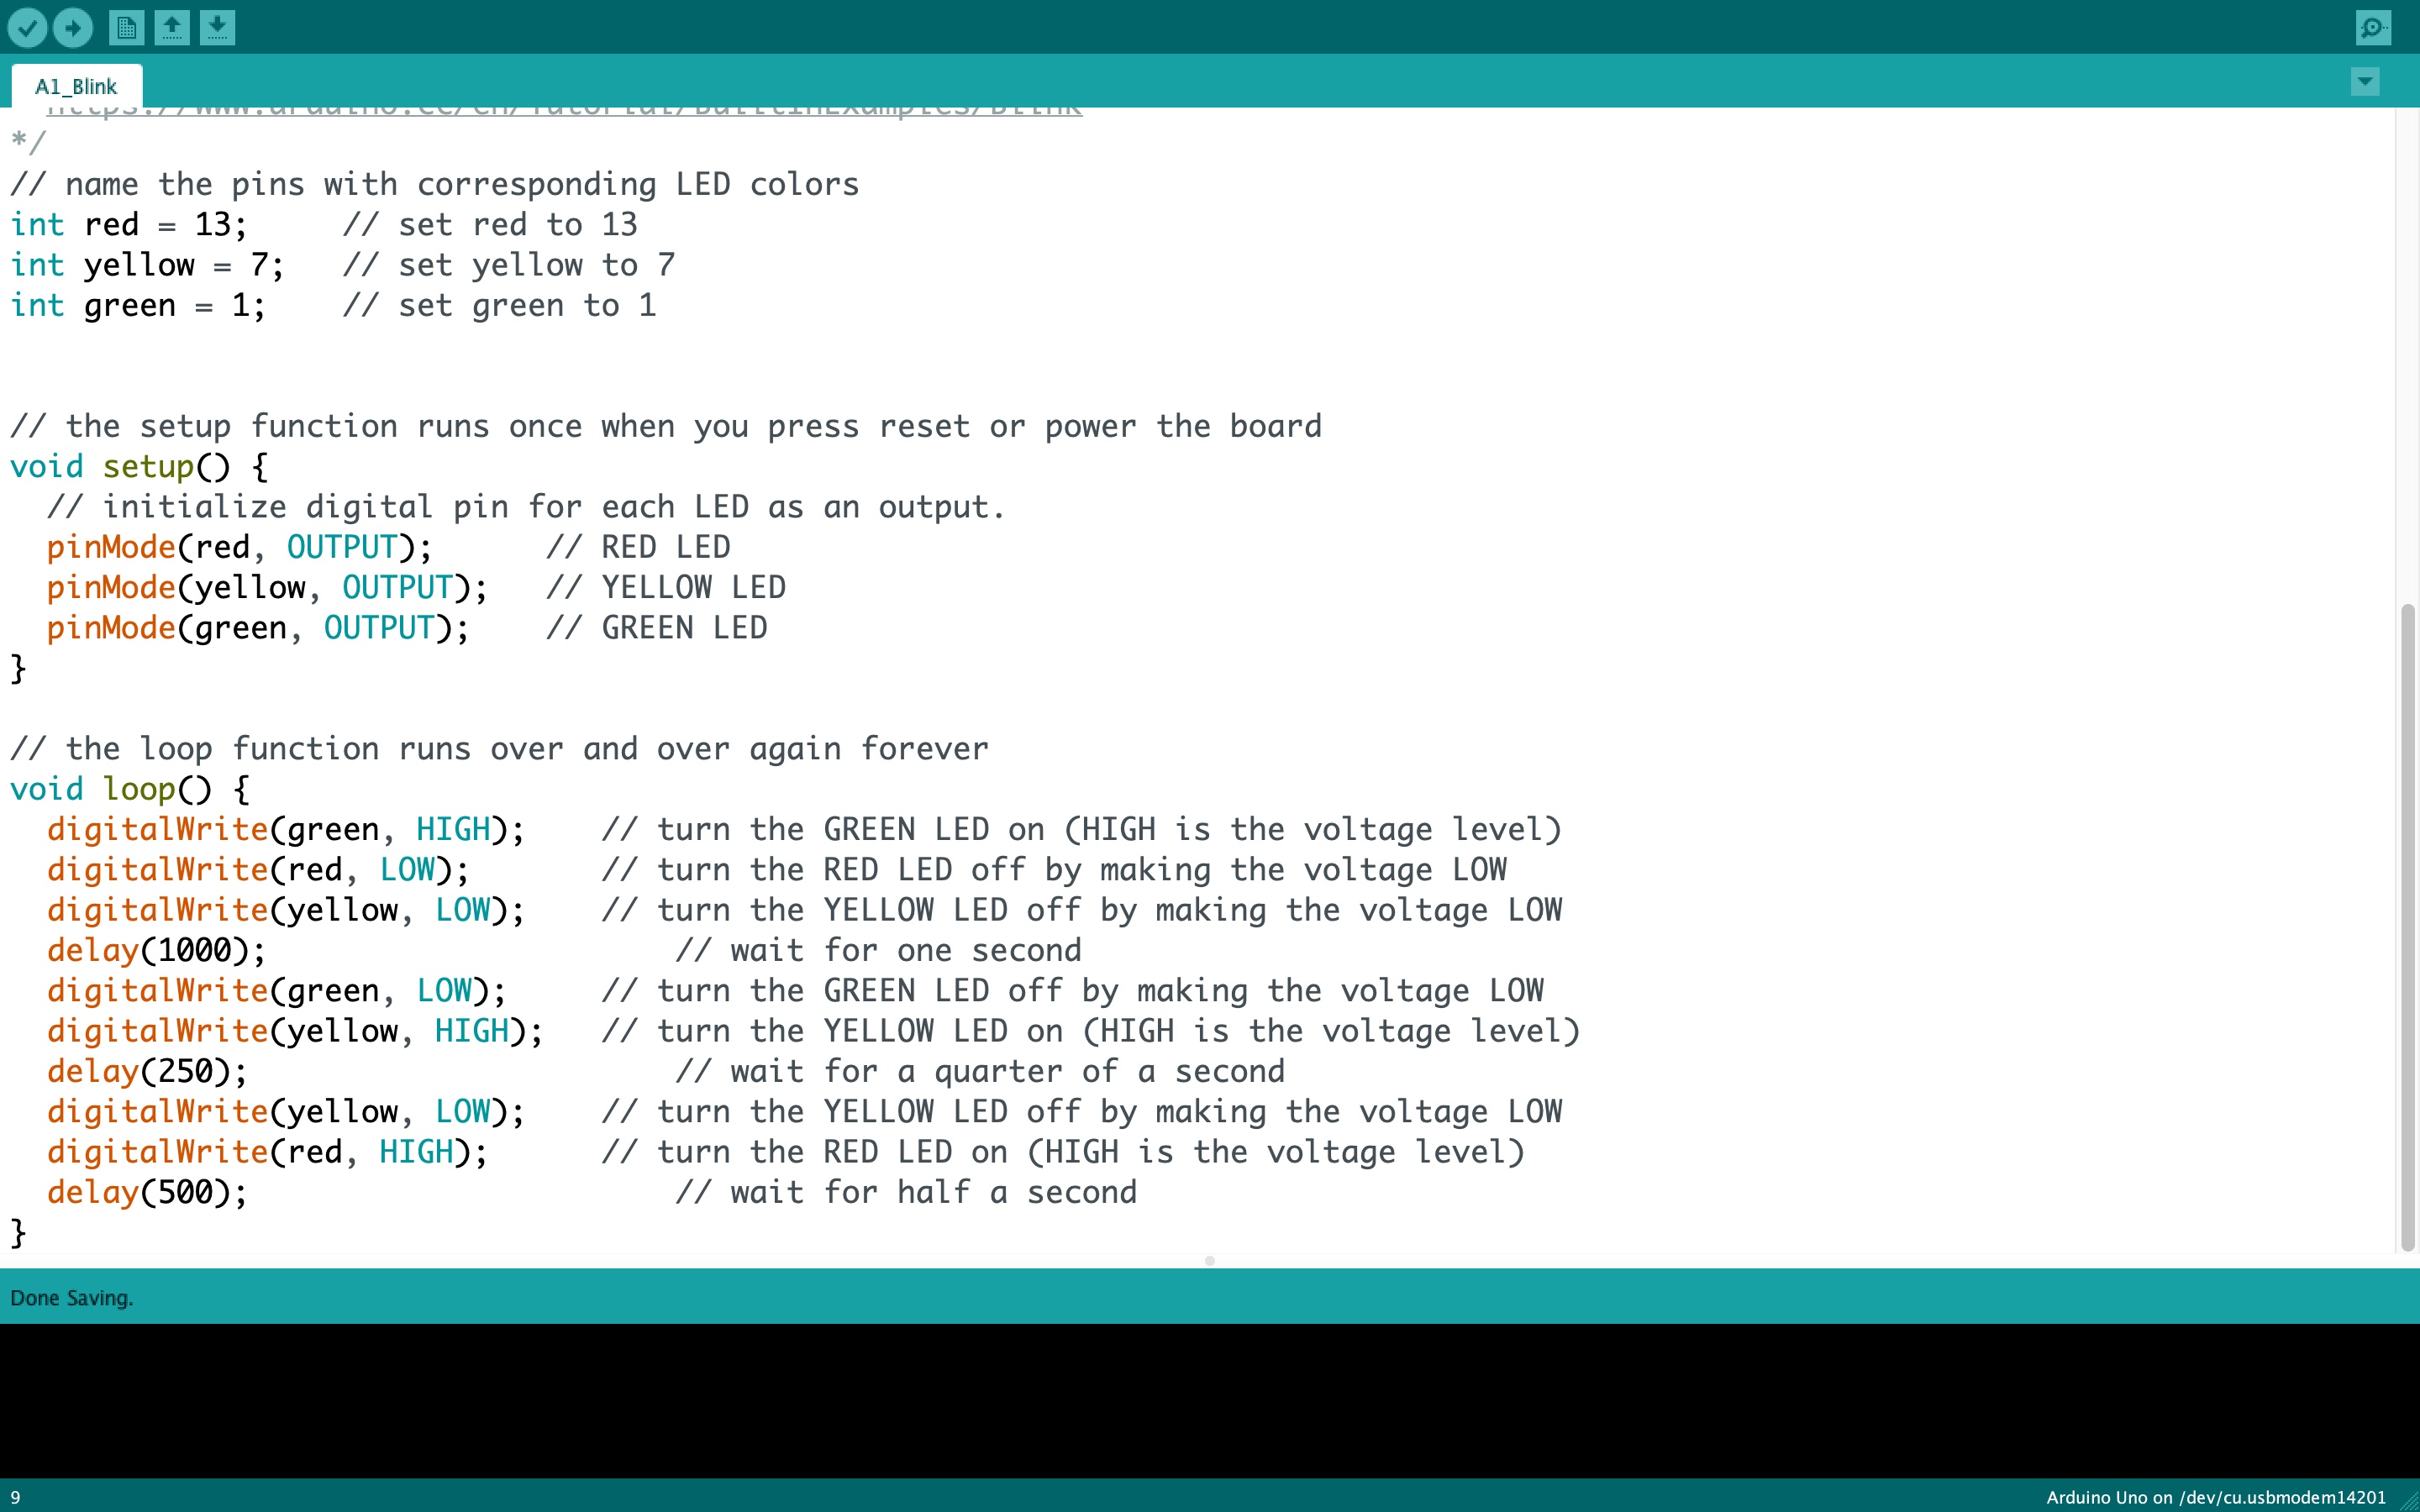 A1_Blink
https://www.arduino.cc/en/Tutorial/BuiltInExamples/Blink
*/
// name the pins with corresponding LED colors
int red = 13;     // set red to 13
int yellow = 7;   // set yellow to 7
int green = 1;    // set green to 1
// the setup function runs once when you press reset or power the board
void setup() {
  // initialize digital pin for each LED as an output.
  pinMode(red, OUTPUT);      // RED LED
  pinMode(yellow, OUTPUT);   // YELLOW LED
  pinMode(green, OUTPUT);    // GREEN LED
}
// the loop function runs over and over again forever
void loop() {
  digitalWrite(green, HIGH);    // turn the GREEN LED on (HIGH is the voltage level)
  digitalWrite(red, LOW);       // turn the RED LED off by making the voltage LOW
  digitalWrite(yellow, LOW);    // turn the YELLOW LED off by making the voltage LOW
  delay(1000);                      // wait for one second
  digitalWrite(green, LOW);     // turn the GREEN LED off by making the voltage LOW
  digitalWrite(yellow, HIGH);   // turn the YELLOW LED on (HIGH is the voltage level)
  delay(250);                       // wait for a quarter of a second
  digitalWrite(yellow, LOW);    // turn the YELLOW LED off by making the voltage LOW
  digitalWrite(red, HIGH);      // turn the RED LED on (HIGH is the voltage level)
  delay(500);                       // wait for half a second
}
Done Saving.
9
Arduino Uno on /dev/cu.usbmodem14201